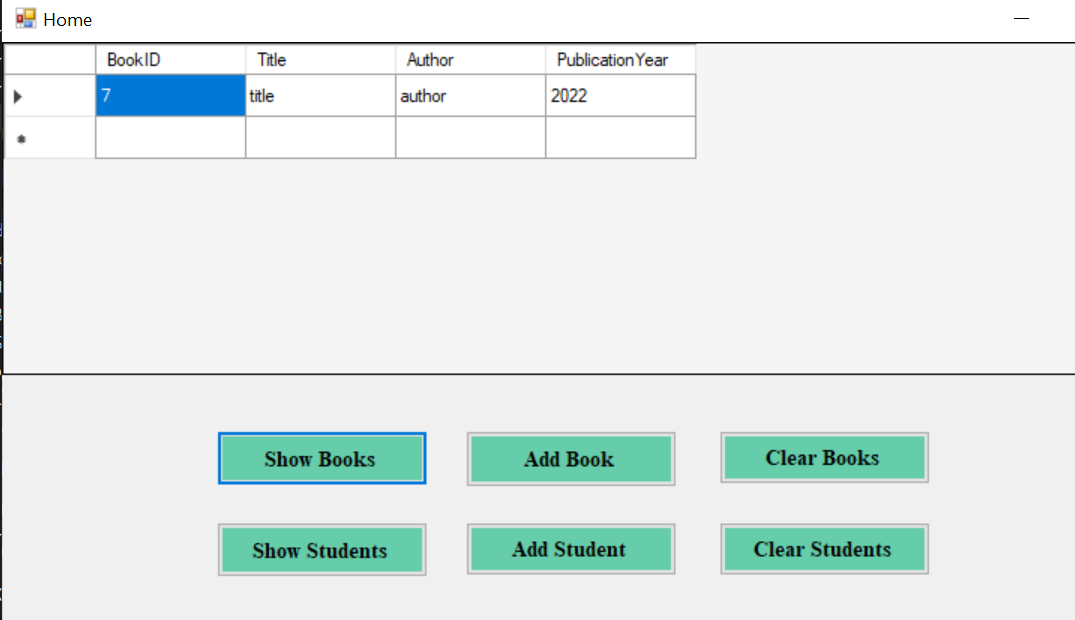 Home
BookID Title Author PublicationYear
7 title author 2022
Show Books Add Book Clear Books
Show Students Add Student Clear Students